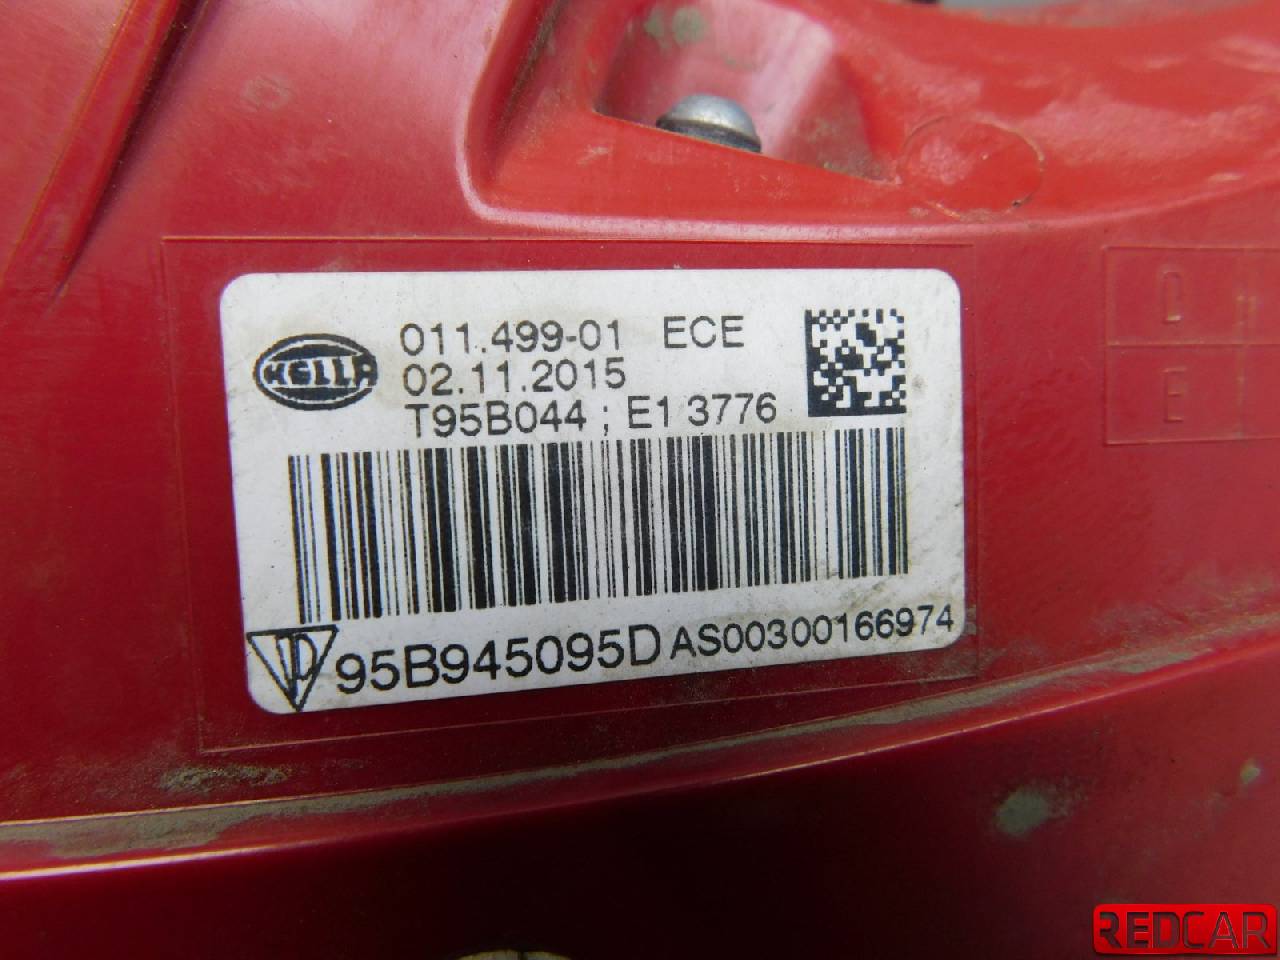 HELLA
011.499-01 ECE
02.11.2015
T95B044 ; E1 3776
95B945095D AS00300166974
E
REDCAR